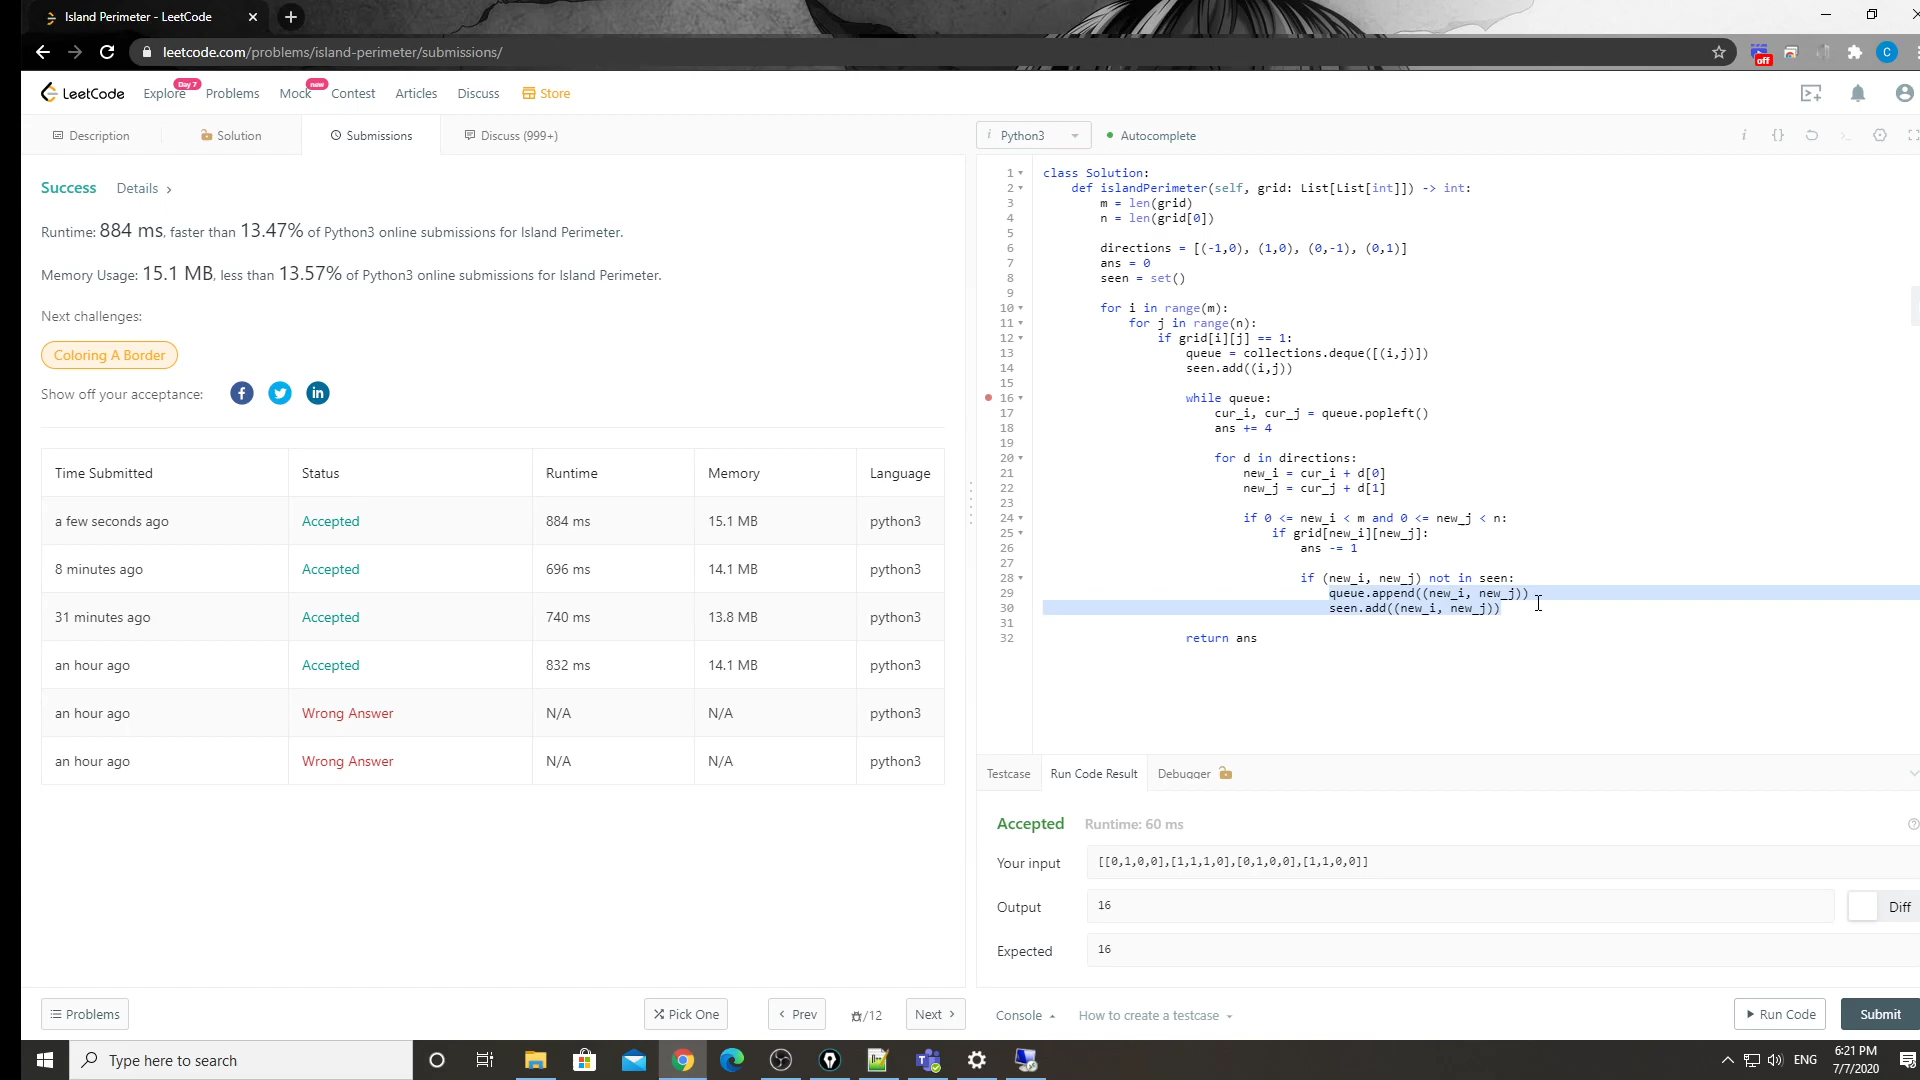 Island Perimeter - LeetCode
leetcode.com/problems/island-perimeter/submissions/
off
C
LeetCode
Explore
Day 7
Problems
Mock
new
Contest
Articles
Discuss
Store
Description
Solution
Submissions
Discuss (999+)
i Python3
Autocomplete
i {}
Success Details >
Runtime: 884 ms, faster than 13.47% of Python3 online submissions for Island Perimeter.
Memory Usage: 15.1 MB, less than 13.57% of Python3 online submissions for Island Perimeter.
Next challenges:
Coloring A Border
Show off your acceptance:
Time Submitted Status Runtime Memory Language
a few seconds ago Accepted 884 ms 15.1 MB python3
8 minutes ago Accepted 696 ms 14.1 MB python3
31 minutes ago Accepted 740 ms 13.8 MB python3
an hour ago Accepted 832 ms 14.1 MB python3
an hour ago Wrong Answer N/A N/A python3
an hour ago Wrong Answer N/A N/A python3
1 class Solution:
2 def islandPerimeter(self, grid: List[List[int]]) -> int:
3 m = len(grid)
4 n = len(grid[0])
5
6 directions = [(-1,0), (1,0), (0,-1), (0,1)]
7 ans = 0
8 seen = set()
9
10 for i in range(m):
11 for j in range(n):
12 if grid[i][j] == 1:
13 queue = collections.deque([(i,j)])
14 seen.add((i,j))
15
16 while queue:
17 cur_i, cur_j = queue.popleft()
18 ans += 4
19
20 for d in directions:
21 new_i = cur_i + d[0]
22 new_j = cur_j + d[1]
23
24 if 0 <= new_i < m and 0 <= new_j < n:
25 if grid[new_i][new_j]:
26 ans -= 1
27
28 if (new_i, new_j) not in seen:
29 queue.append((new_i, new_j))
30 seen.add((new_i, new_j))
31
32 return ans
Testcase
Run Code Result
Debugger
Accepted Runtime: 60 ms
Your input [[0,1,0,0],[1,1,1,0],[0,1,0,0],[1,1,0,0]]
Output 16
Diff
Expected 16
Problems
Pick One
< Prev
/12
Next >
Console
How to create a testcase
Run Code
Submit
Type here to search
ENG
6:21 PM
7/7/2020